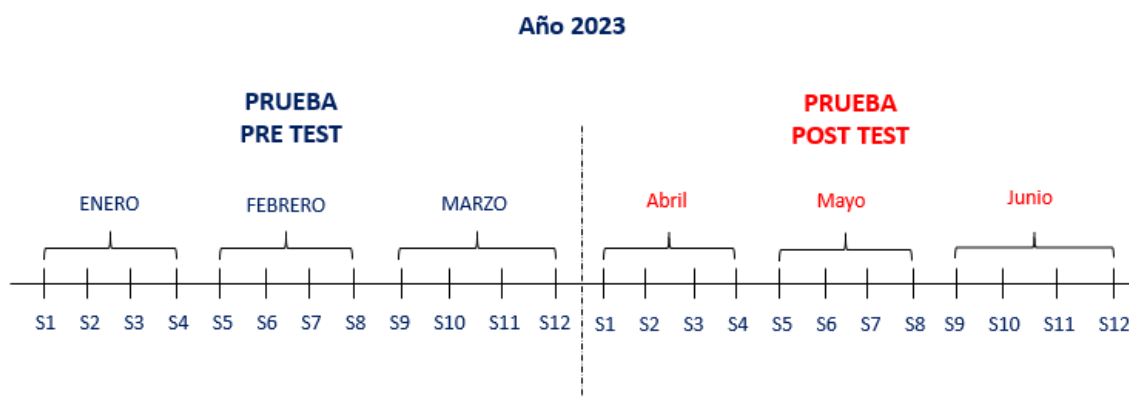 Año 2023
PRUEBA
PRE TEST
PRUEBA
POST TEST
ENERO FEBRERO MARZO Abril Mayo Junio
S1 S2 S3 S4 S5 S6 S7 S8 S9 S10 S11 S12 S1 S2 S3 S4 S5 S6 S7 S8 S9 S10 S11 S12